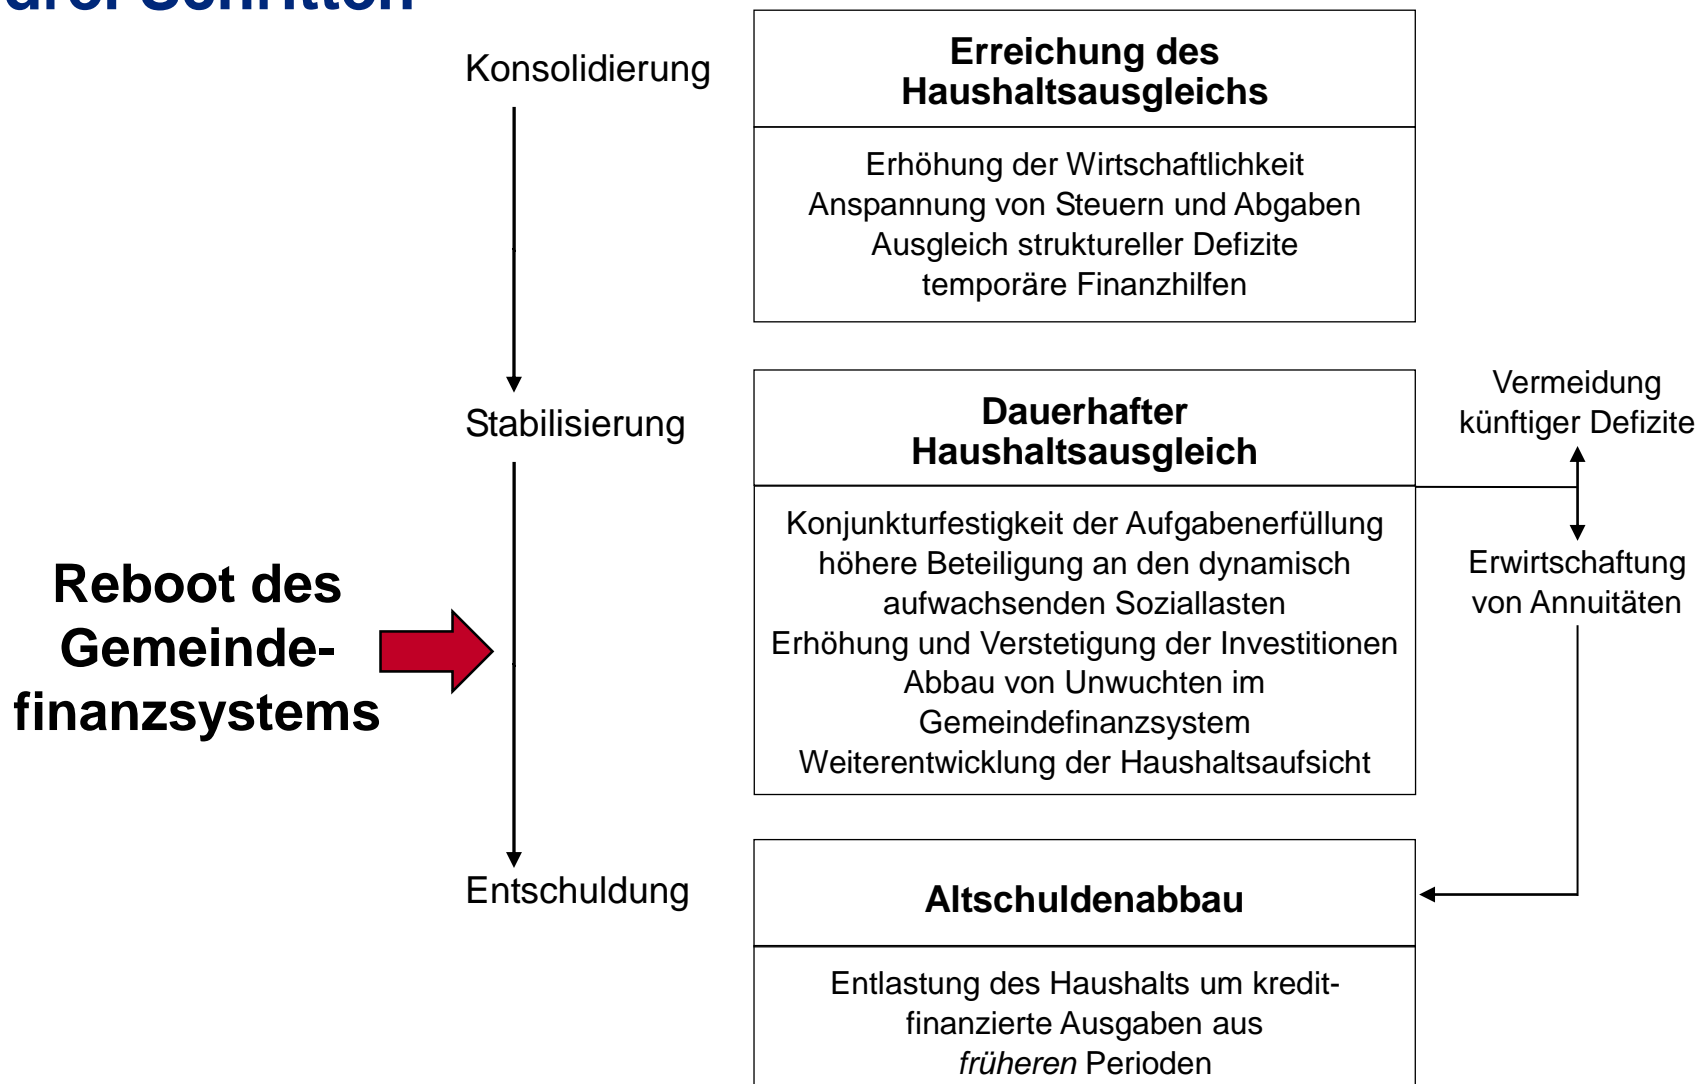 drei Schritten
Konsolidierung
Erreichung des
Haushaltsausgleichs
Erhöhung der Wirtschaftlichkeit
Anspannung von Steuern und Abgaben
Ausgleich struktureller Defizite
temporäre Finanzhilfen
Stabilisierung
Dauerhafter
Haushaltsausgleich
Konjunkturfestigkeit der Aufgabenerfüllung
höhere Beteiligung an den dynamisch
aufwachsenden Soziallasten
Erhöhung und Verstetigung der Investitionen
Abbau von Unwuchten im
Gemeindefinanzsystem
Weiterentwicklung der Haushaltsaufsicht
Vermeidung
künftiger Defizite
Erwirtschaftung
von Annuitäten
Reboot des
Gemeinde-
finanzsystems
Entschuldung
Altschuldenabbau
Entlastung des Haushalts um kredit-
finanzierte Ausgaben aus
früheren Perioden